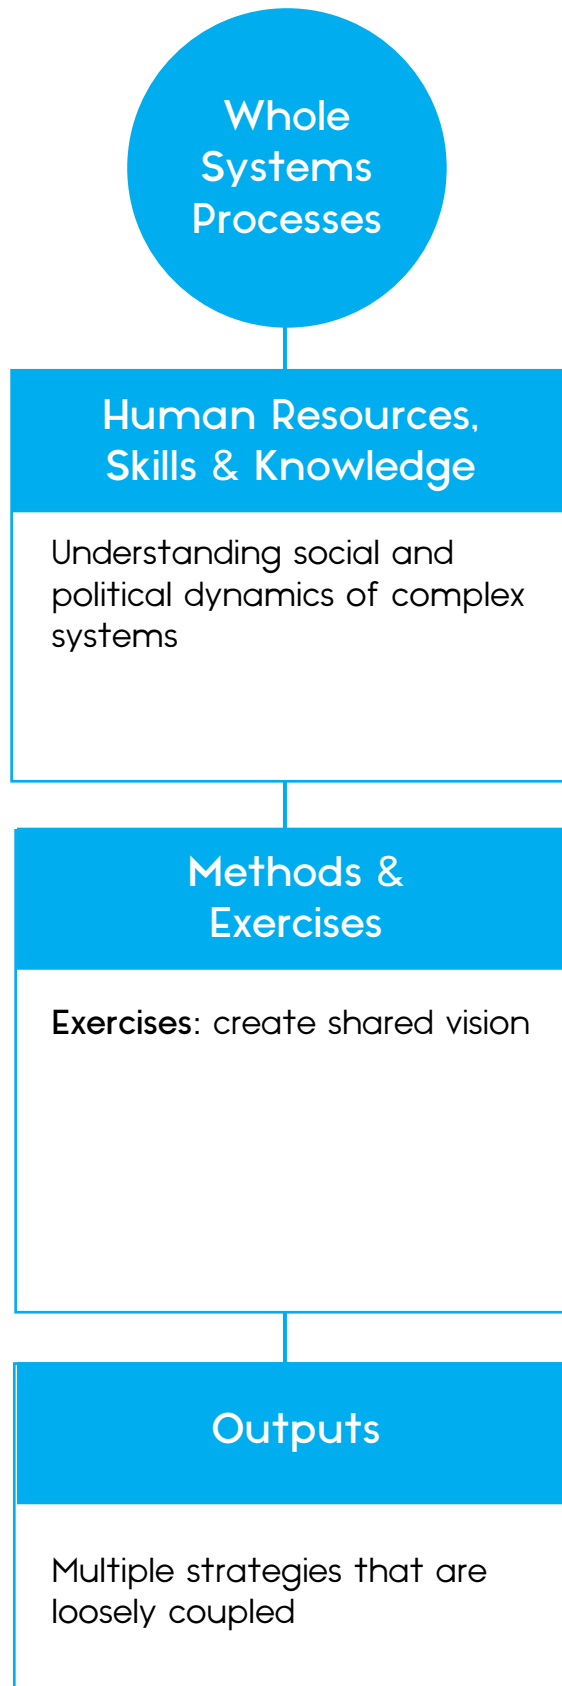 Whole
Systems
Processes
Human Resources,
Skills & Knowledge
Understanding social and
political dynamics of complex
systems
Methods &
Exercises
Exercises: create shared vision
Outputs
Multiple strategies that are
loosely coupled